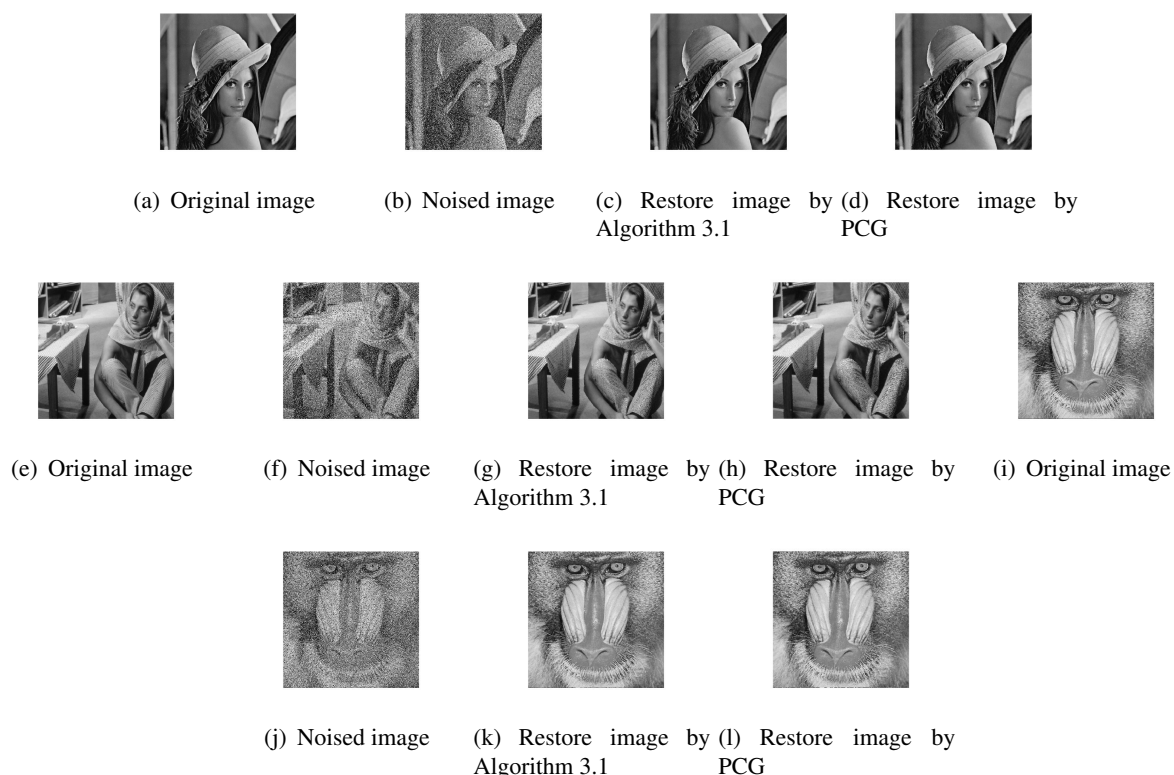 (a) Original image
(b) Noised image
(c) Restore image by
Algorithm 3.1
(d) Restore image by
PCG
(e) Original image
(f) Noised image
(g) Restore image by
Algorithm 3.1
(h) Restore image by
PCG
(i) Original image
(j) Noised image
(k) Restore image by
Algorithm 3.1
(l) Restore image by
PCG